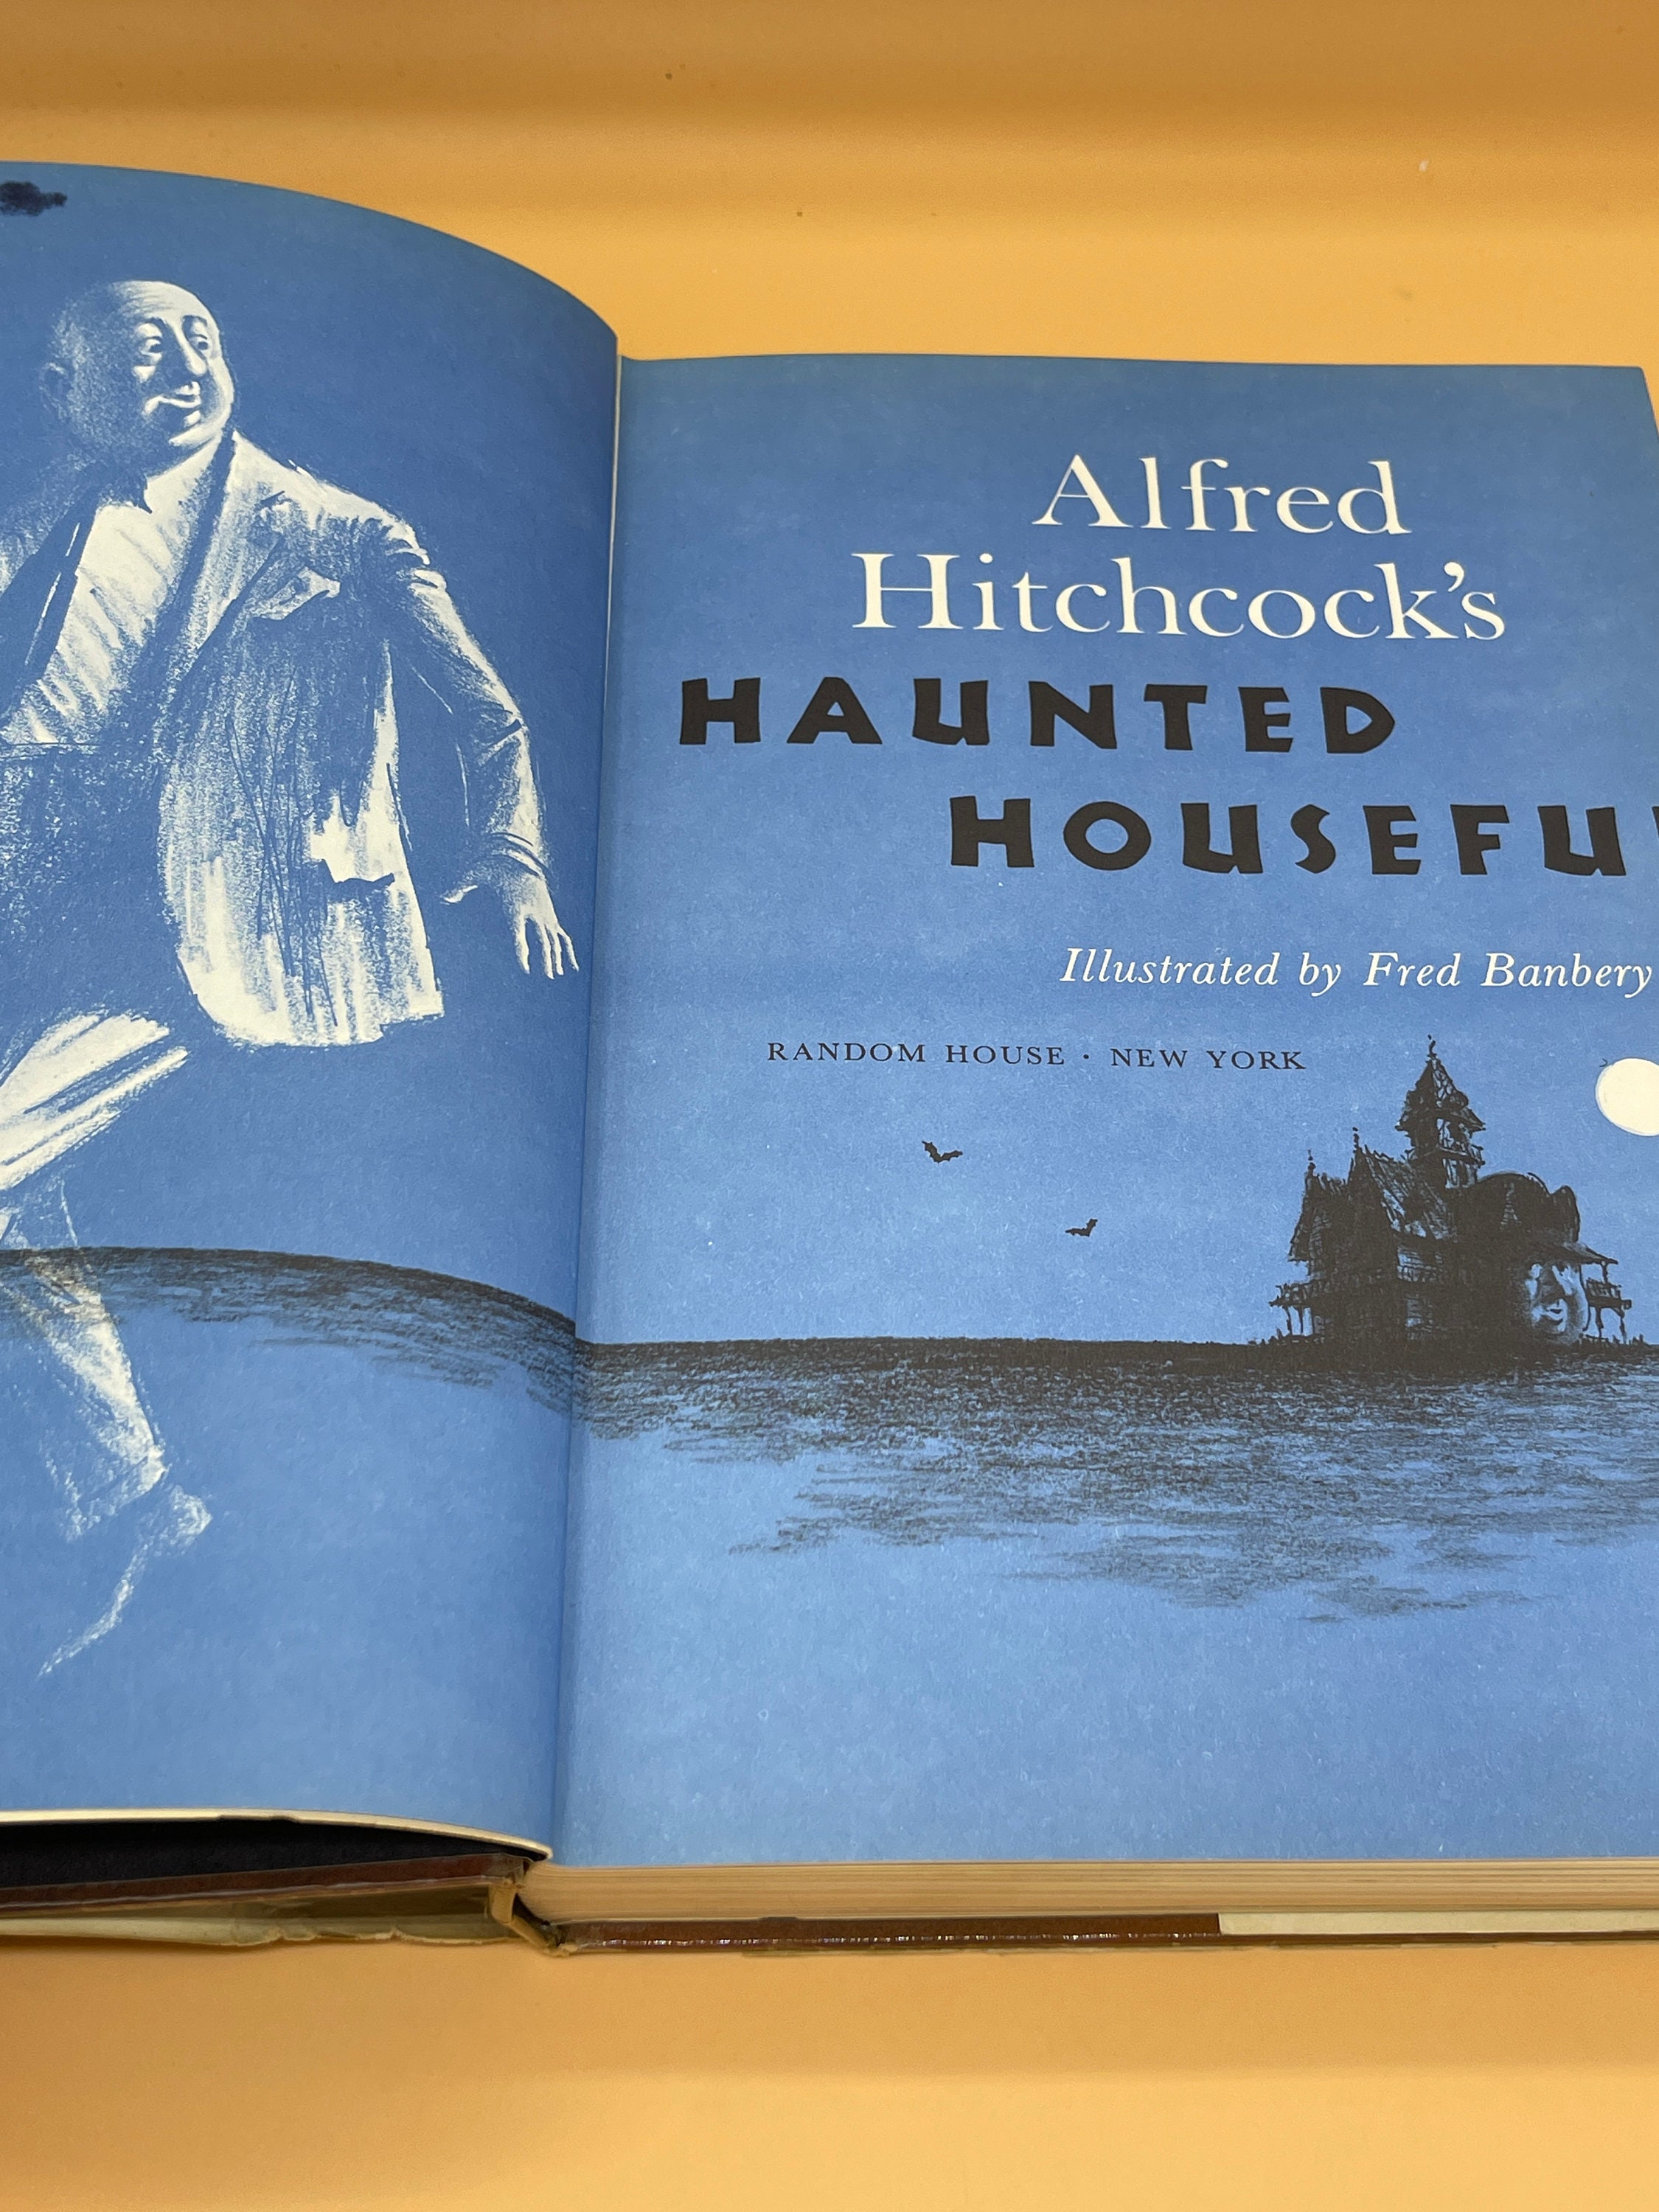 Alfred
Hitchcock's
HAUNTED
HOUSEFU
Illustrated by Fred Banbery
RANDOM HOUSE · NEW YORK